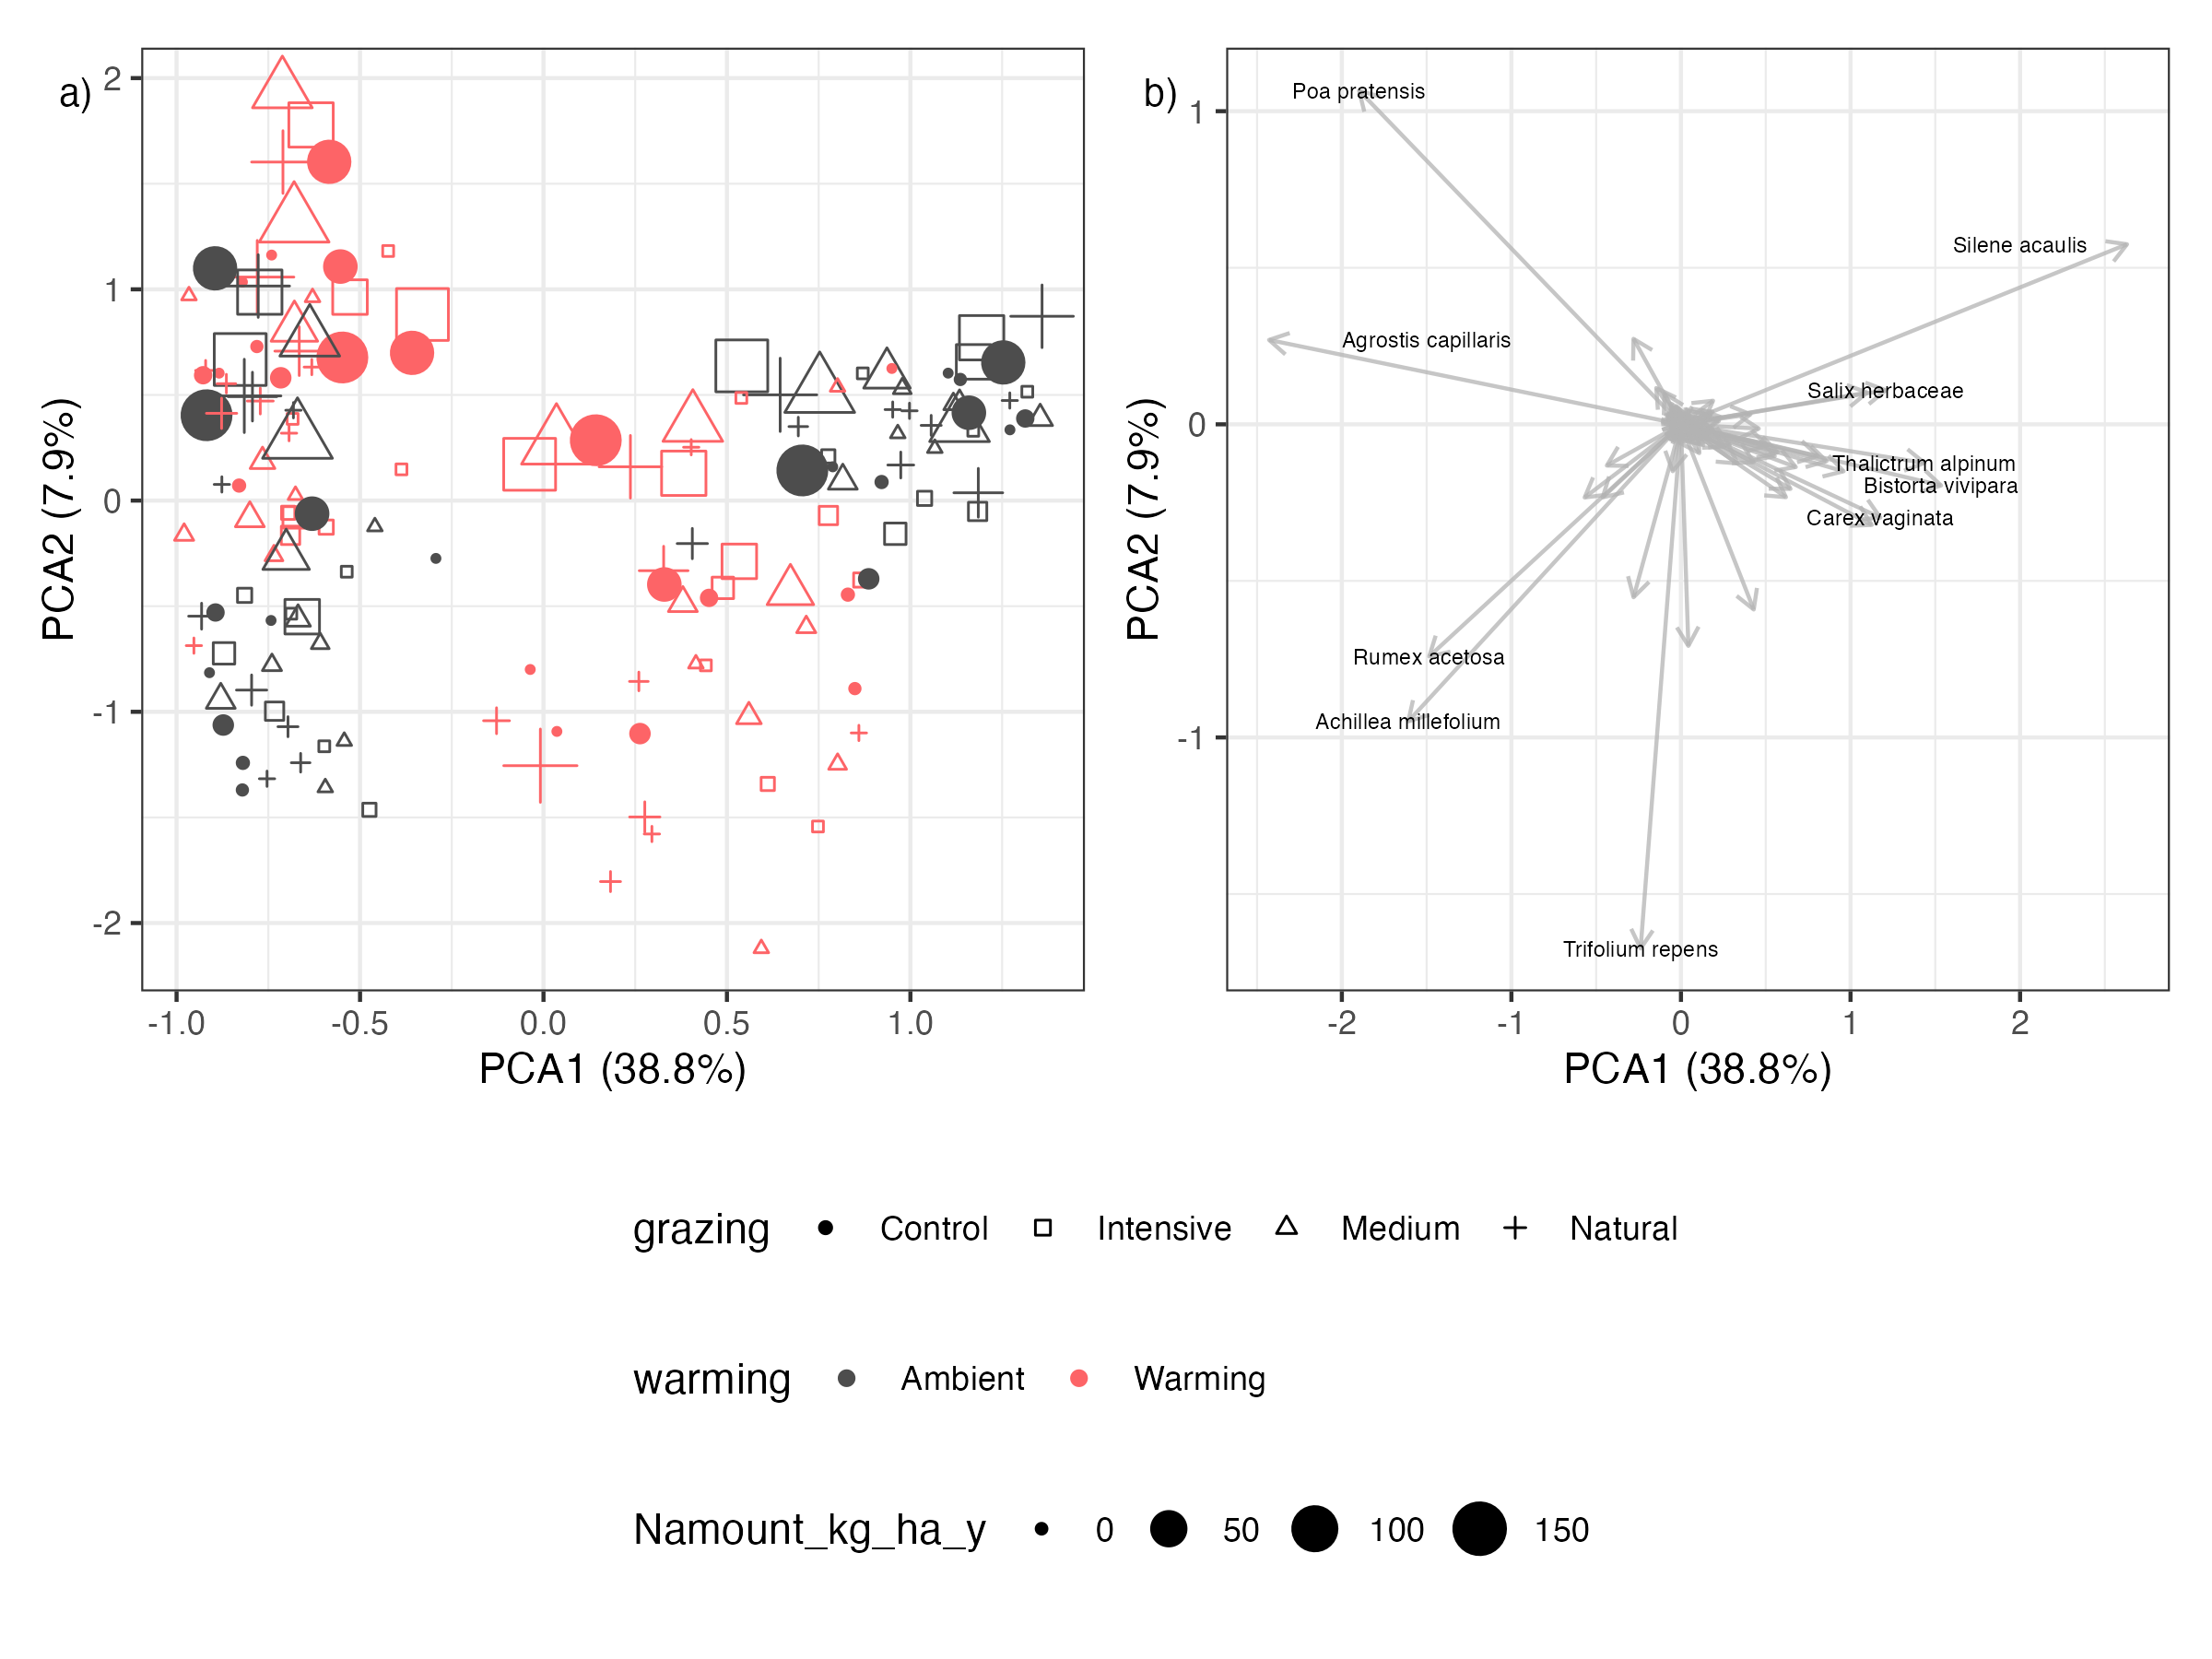 a)
2
1
0
-1
-2
PCA2 (7.9%)
-1.0 -0.5 0.0 0.5 1.0
PCA1 (38.8%)
b)
1
0
-1
PCA2 (7.9%)
Poa pratensis
Silene acaulis
Agrostis capillaris
Salix herbaceae
Thalictrum alpinum
Bistorta vivipara
Carex vaginata
Rumex acetosa
Achillea millefolium
Trifolium repens
-2 -1 0 1 2
PCA1 (38.8%)
grazing Control Intensive Medium Natural
warming Ambient Warming
Namount_kg_ha_y 0 50 100 150